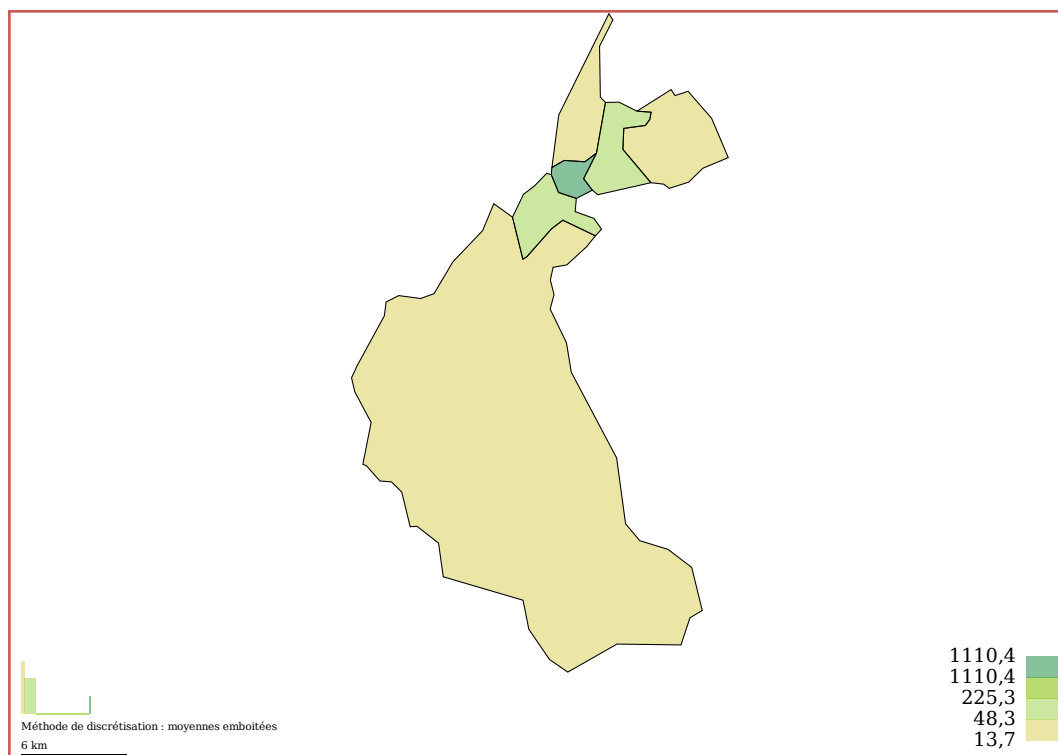 1110,4
1110,4
225,3
48,3
13,7
Méthode de discrétisation : moyennes emboitées
6 km